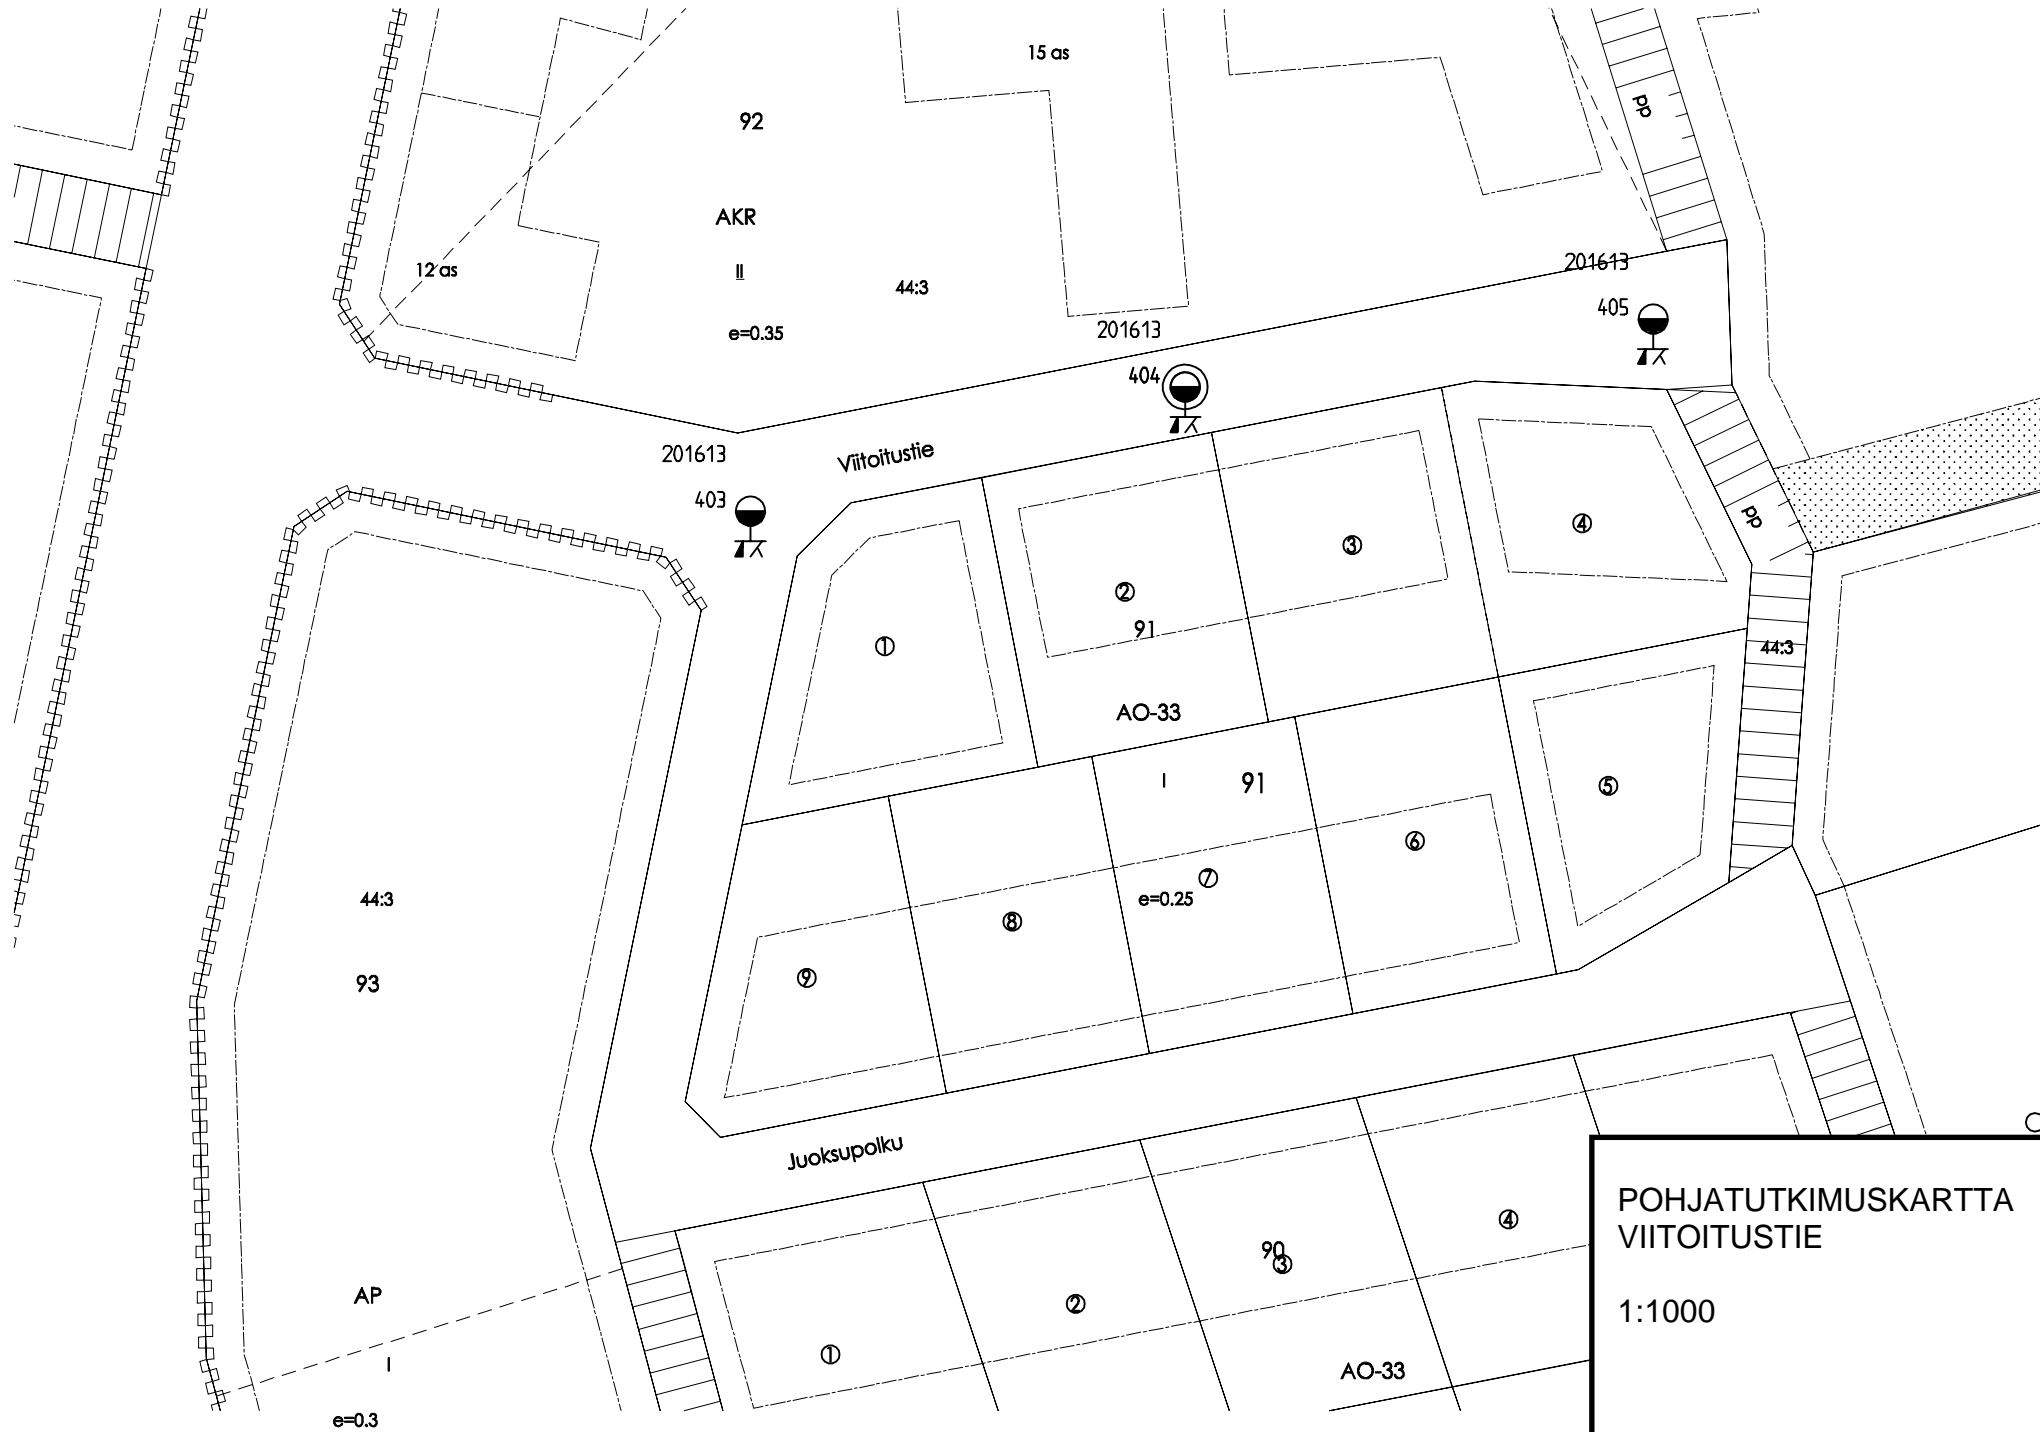 15 as
pp
92
AKR
II
12 as
44:3
e=0.35
201613
405
201613
404
201613
403
Viitoitustie
pp
4
3
2
91
1
44:3
AO-33
I
91
5
6
7
e=0.25
8
9
44:3
93
Juoksupolku
POHJATUTKIMUSKARTTA
VIITOITUSTIE
1:1000
4
90
3
2
1
AP
I
AO-33
e=0.3